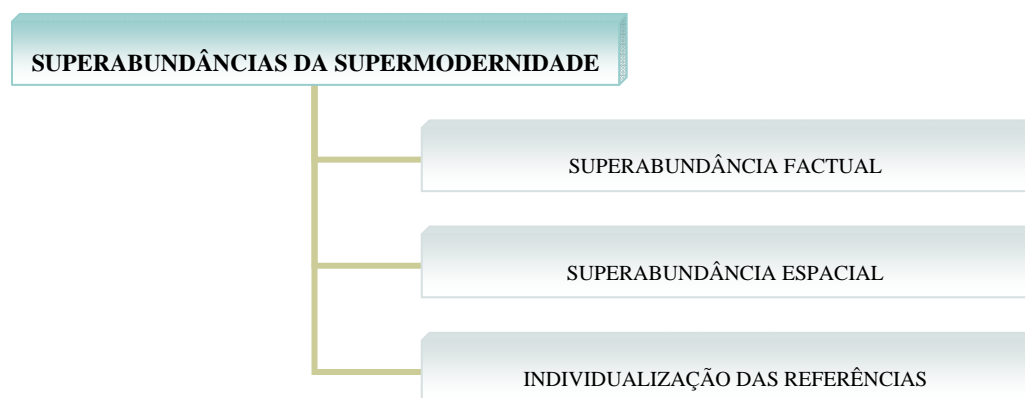 SUPERABUNDÂNCIAS DA SUPERMODERNIDADE
SUPERABUNDÂNCIA FACTUAL
SUPERABUNDÂNCIA ESPACIAL
INDIVIDUALIZAÇÃO DAS REFERÊNCIAS